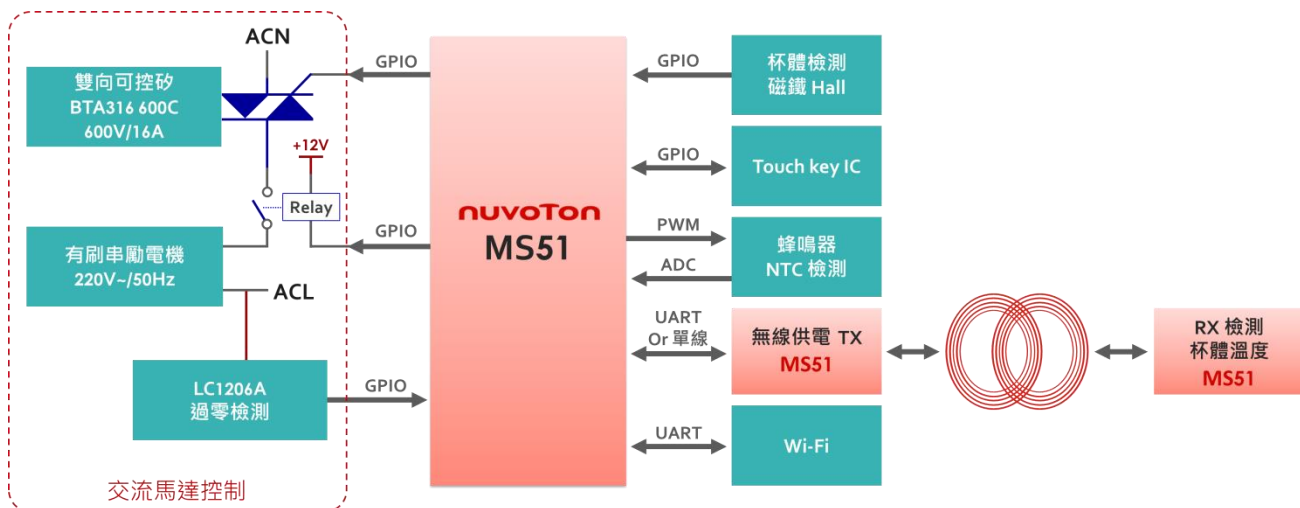 ACN
雙向可控矽
BTA316 600C
600V/16A
GPIO
+12V
Relay
GPIO
有刷串勵電機
220V~/50Hz
ACL
LC1206A
過零檢測
GPIO
交流馬達控制
nuvoTon
MS51
GPIO
杯體檢測
磁鐵 Hall
GPIO
Touch key IC
PWM
ADC
蜂鳴器
NTC 檢測
UART
Or 單線
無線供電 TX
MS51
RX 檢測
杯體溫度
MS51
UART
Wi-Fi